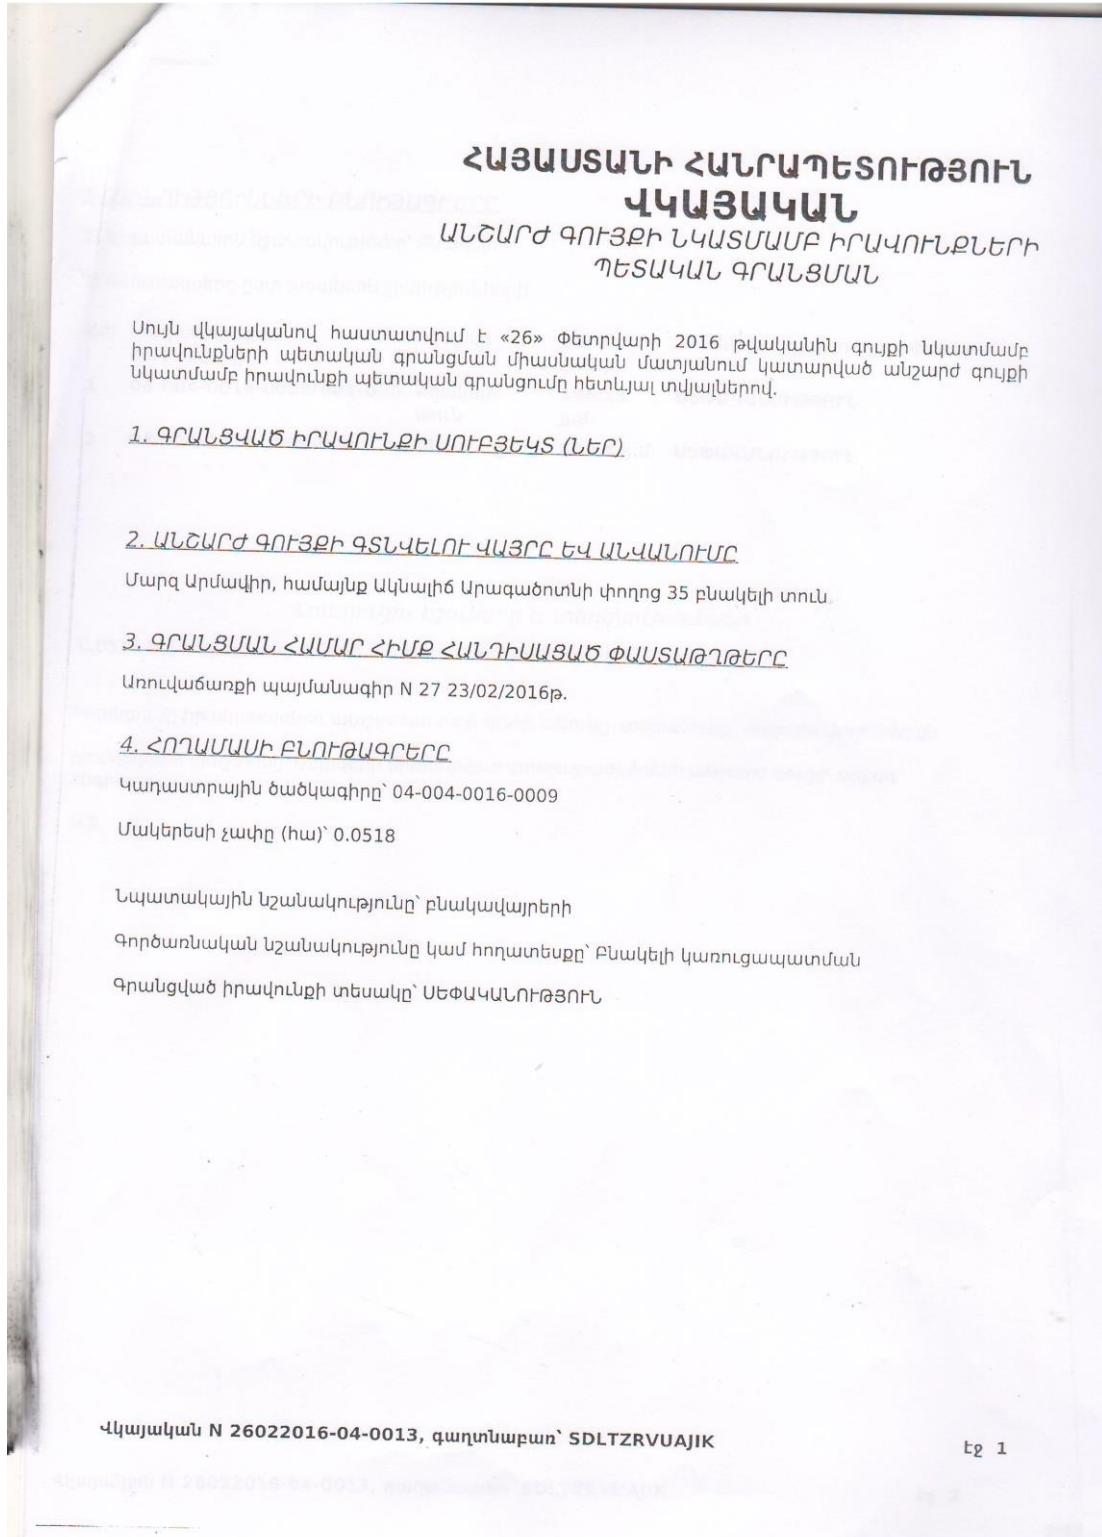 ՀԱՅԱՍՏԱՆԻ ՀԱՆՐԱՊԵՏՈՒԹՅՈՒՆ
ՎԿԱՅԱԿԱՆ
ԱՆՇԱՐԺ ԳՈՒՅՔԻ ՆԿԱՏՄԱՄԲ ԻՐԱՎՈՒՆՔՆԵՐԻ
ՊԵՏԱԿԱՆ ԳՐԱՆՑՄԱՆ
Սույն վկայականով հաստատվում է «26» Փետրվարի 2016 թվականին գույքի նկատմամբ
իրավունքների պետական գրանցման միասնական մատյանում կատարված անշարժ գույքի
նկատմամբ իրավունքի պետական գրանցումը հետևյալ տվյալներով.
1. ԳՐԱՆՑՎԱԾ ԻՐԱՎՈՒՆՔԻ ՍՈՒԲՅԵԿՏ (ՆԵՐ)
2. ԱՆՇԱՐԺ ԳՈՒՅՔԻ ԳՏՆՎԵԼՈՒ ՎԱՅՐԸ ԵՎ ԱՆՎԱՆՈՒՄԸ
Մարզ Արմավիր, համայնք Ակնալիճ Արագածոտնի փողոց 35 բնակելի տուն
3. ԳՐԱՆՑՄԱՆ ՀԱՄԱՐ ՀԻՄՔ ՀԱՆԴԻՍԱՑԱԾ ՓԱՍՏԱԹՂԹԵՐԸ
Առուվաճառքի պայմանագիր N 27 23/02/2016թ.
4. ՀՈՂԱՄԱՍԻ ԲՆՈՒԹԱԳՐԵՐԸ
Կադաստրային ծածկագիրը՝ 04-004-0016-0009
Մակերեսի չափը (հա)՝ 0.0518
Նպատակային նշանակությունը՝ բնակավայրերի
Գործառնական նշանակությունը կամ հողատեսքը՝ Բնակելի կառուցապատման
Գրանցված իրավունքի տեսակը՝ ՍԵՓԱԿԱՆՈՒԹՅՈՒՆ
Վկայական N 26022016-04-0013, գաղտնաբառ՝ SDLTZRVUAJIK
էջ 1